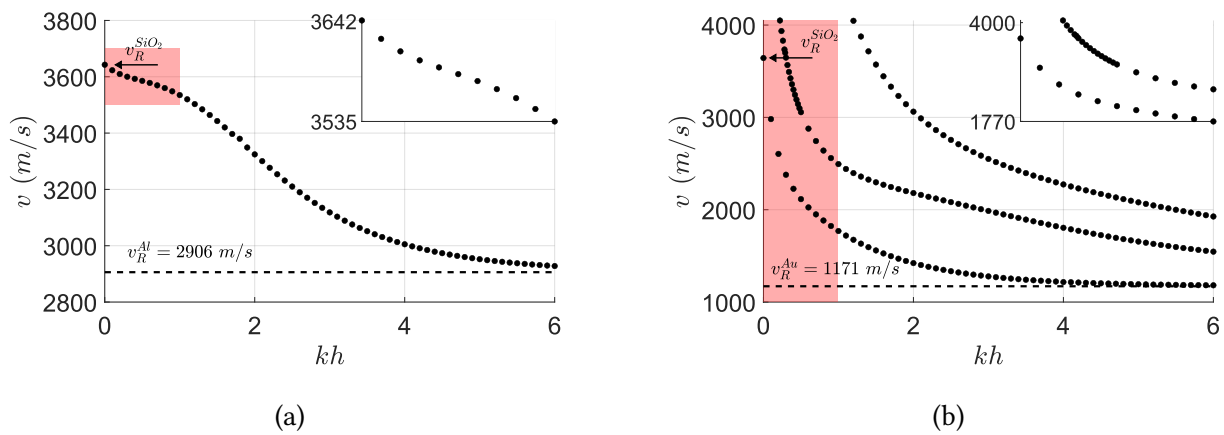 3800
3600
3400
3200
3000
2800
v (m/s)
3642
3535
v_R^{SiO_2}
v_R^{Al} = 2906 m/s
0 2 4 6
kh
(a)
4000
3000
2000
1000
v (m/s)
4000
1770
v_R^{SiO_2}
v_R^{Au} = 1171 m/s
0 2 4 6
kh
(b)